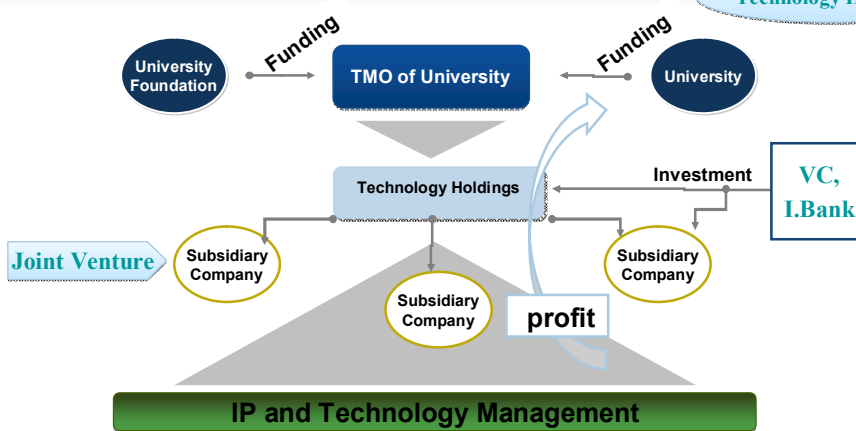 Technology
Funding
Funding
University
Foundation
TMO of University
University
Investment
VC,
I.Bank
Technology Holdings
Joint Venture
Subsidiary
Company
Subsidiary
Company
Subsidiary
Company
profit
IP and Technology Management